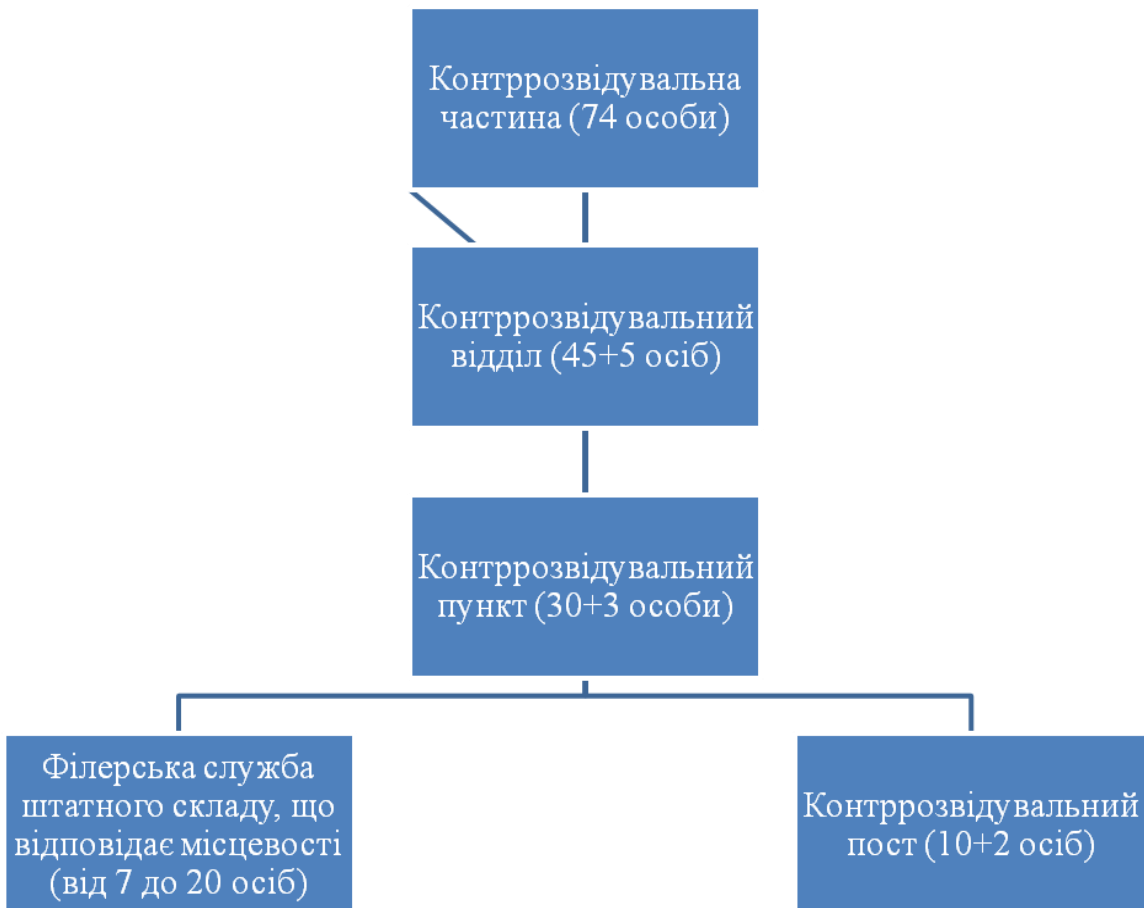 Контррозвідувальна
частина (74 особи)
Контррозвідувальний
відділ (45+5 осіб)
Контррозвідувальний
пункт (30+3 особи)
Філерська служба
штатного складу, що
відповідає місцевості
(від 7 до 20 осіб)
Контррозвідувальний
пост (10+2 осіб)